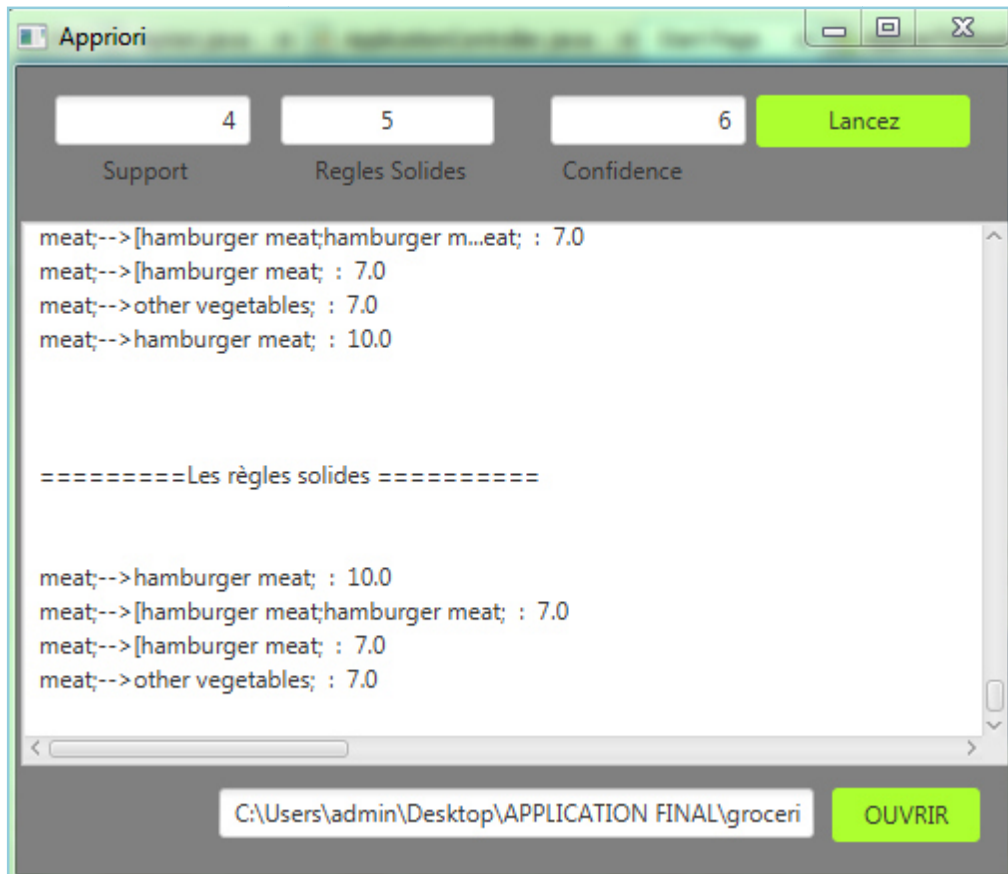 Appriori
4 5 6 Lancez
Support Regles Solides Confidence
meat;-->[hamburger meat;hamburger m...eat; : 7.0
meat;-->[hamburger meat; : 7.0
meat;-->other vegetables; : 7.0
meat;-->hamburger meat; : 10.0
=========Les règles solides ==========
meat;-->hamburger meat; : 10.0
meat;-->[hamburger meat;hamburger meat; : 7.0
meat;-->[hamburger meat; : 7.0
meat;-->other vegetables; : 7.0
C:\Users\admin\Desktop\APPLICATION FINAL\groceri OUVRIR